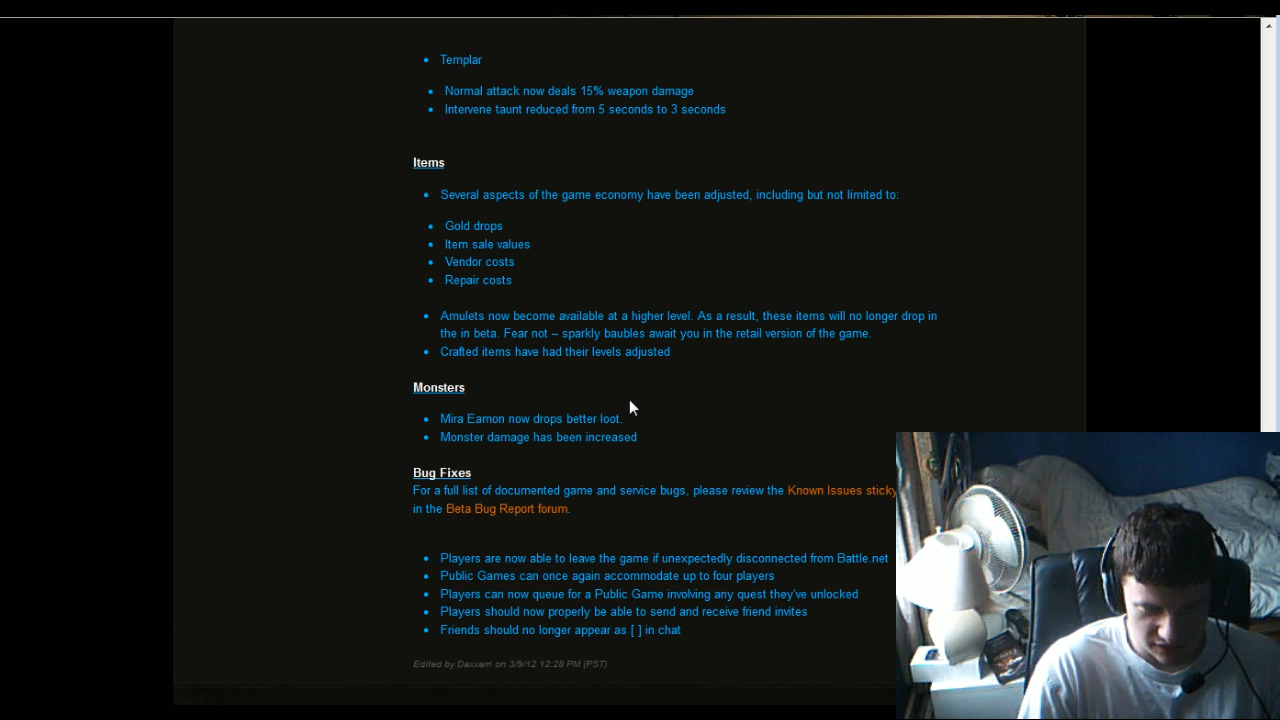 Templar
Normal attack now deals 15% weapon damage
Intervene taunt reduced from 5 seconds to 3 seconds
Items
Several aspects of the game economy have been adjusted, including but not limited to:
Gold drops
Item sale values
Vendor costs
Repair costs
Amulets now become available at a higher level. As a result, these items will no longer drop in
the in beta. Fear not – sparkly baubles await you in the retail version of the game.
Crafted items have had their levels adjusted
Monsters
Mira Eamon now drops better loot.
Monster damage has been increased
Bug Fixes
For a full list of documented game and service bugs, please review the Known Issues sticky
in the Beta Bug Report forum.
Players are now able to leave the game if unexpectedly disconnected from Battle.net
Public Games can once again accommodate up to four players
Players can now queue for a Public Game involving any quest they've unlocked
Players should now properly be able to send and receive friend invites
Friends should no longer appear as [ ] in chat
Edited by Daxxarri on 3/9/12 12:28 PM (PST)